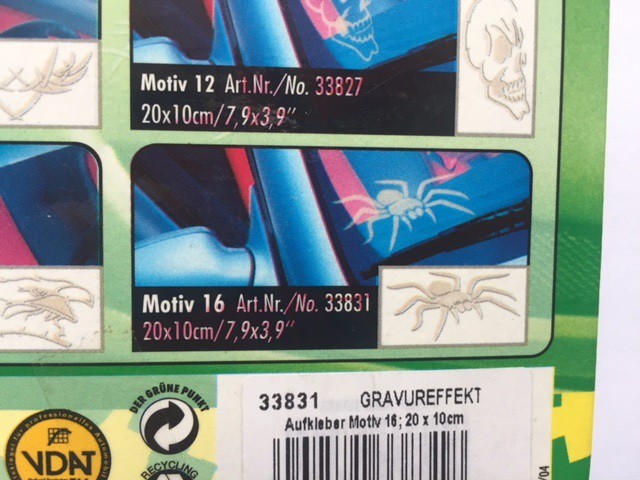 Motiv 12 Art.Nr./No. 33827
20x10cm/7,9x3,9"
Motiv 16 Art.Nr./No. 33831
20x10cm/7,9x3,9"
33831 GRAVUREFFEKT
Aufkleber Motiv 16; 20 x 10cm
DER GRÜNE PUNKT
RECYCLING
VDAT
/04